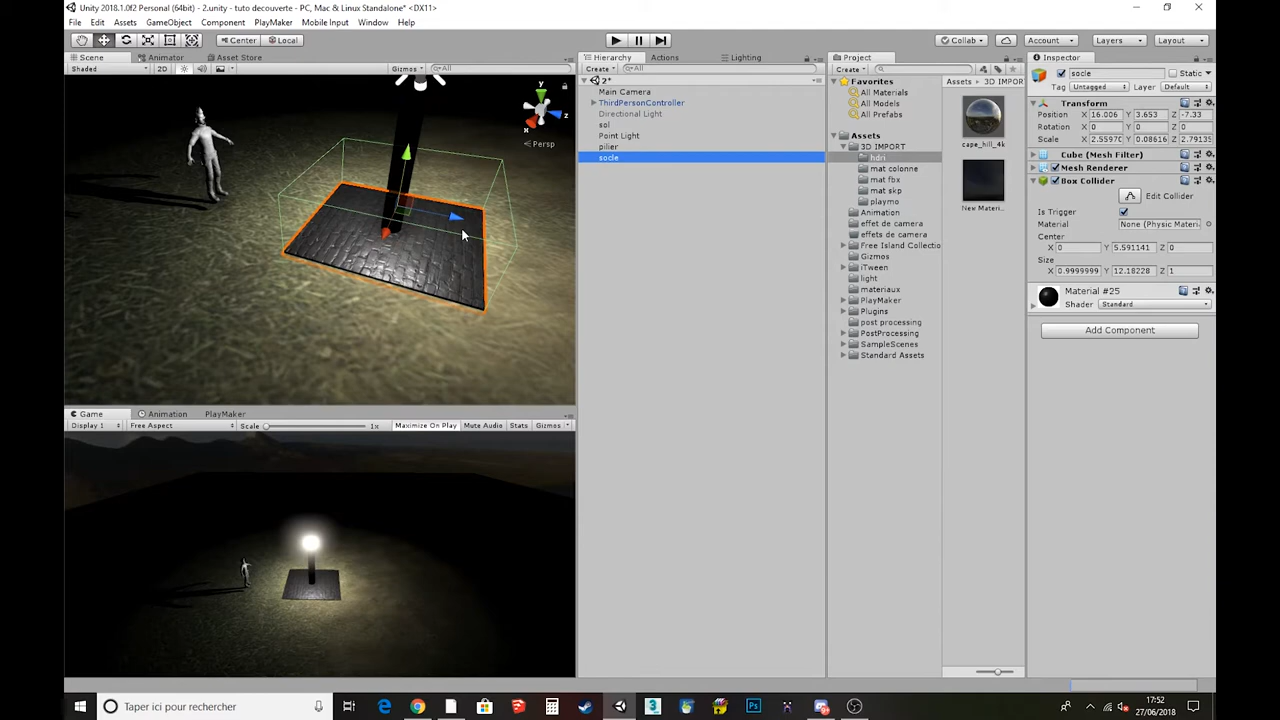 Unity 2018.1.0f2 Personal (64bit) - 2.unity - tuto decouverte - PC, Mac & Linux Standalone* <DX11>
File Edit Assets GameObject Component PlayMaker Mobile Input Window Help
Center Local Collab Account Layers Layout
Scene Animator Asset Store
Shaded 2D Gizmos All
y
x
z
Persp
Game Animation PlayMaker
Display 1 Free Aspect Scale 1x Maximize On Play Mute Audio Stats Gizmos
Hierarchy Actions Lighting
Create All
2*
Main Camera
ThirdPersonController
Directional Light
sol
Point Light
pilier
socle
Project
Create
Favorites
All Materials
All Models
All Prefabs
Assets
3D IMPORT
hdri
mat colonne
mat fbx
mat skp
playmo
Animation
effet de camera
effets de camera
Free Island Collectio
Gizmos
iTween
light
materiaux
PlayMaker
Plugins
post processing
PostProcessing
SampleScenes
Standard Assets
Assets 3D IMPOR
cape_hill_4k
New Materi...
Inspector
socle Static
Tag Untagged Layer Default
Transform
Position X 16.006 Y 3.653 Z -7.33
Rotation X 0 Y 0 Z 0
Scale X 2.5597( Y 0.08616 Z 2.79135
Cube (Mesh Filter)
Mesh Renderer
Box Collider
Edit Collider
Is Trigger
Material None (Physic Materi
Center
X 0 Y 5.591141 Z 0
Size
X 0.9999999 Y 12.18228 Z 1
Material #25
Shader Standard
Add Component
Taper ici pour rechercher
17:52
27/06/2018